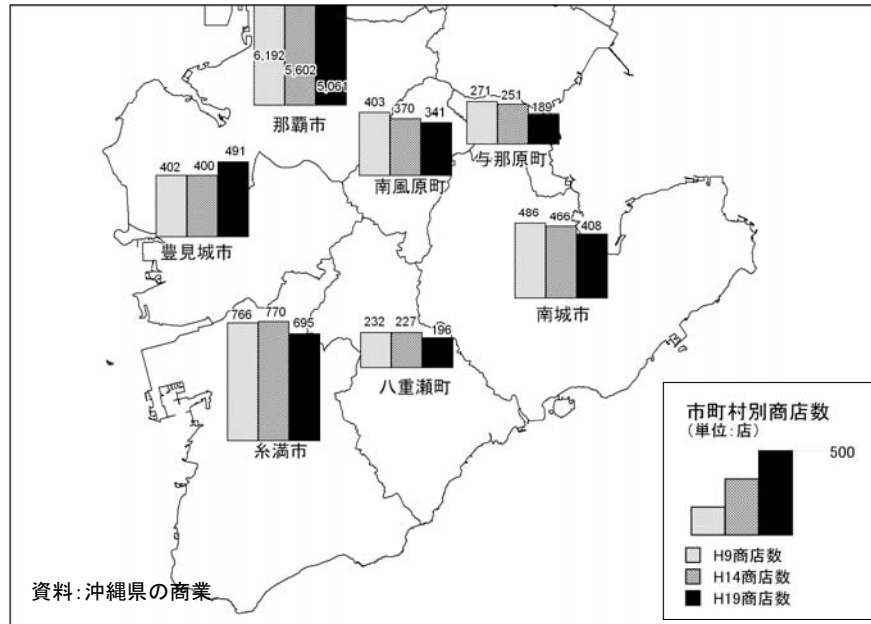 6,192
5,602
5,061
那覇市
403
370
341
南風原町
271
251
189
与那原町
402
400
491
豊見城市
486
466
408
南城市
766
770
695
糸満市
232
227
196
八重瀬町
市町村別商店数
（単位：店）
500
H9商店数
H14商店数
H19商店数
資料：沖縄県の商業